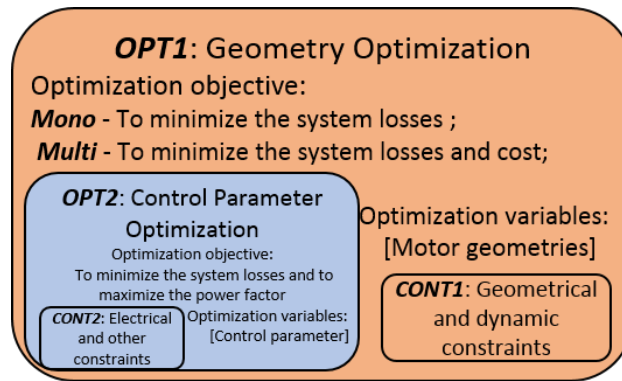 OPT1: Geometry Optimization
Optimization objective:
Mono - To minimize the system losses ;
Multi - To minimize the system losses and cost;
OPT2: Control Parameter
Optimization
Optimization objective:
To minimize the system losses and to
maximize the power factor
CONT2: Electrical
and other
constraints
Optimization variables:
[Control parameter]
Optimization variables:
[Motor geometries]
CONT1: Geometrical
and dynamic
constraints